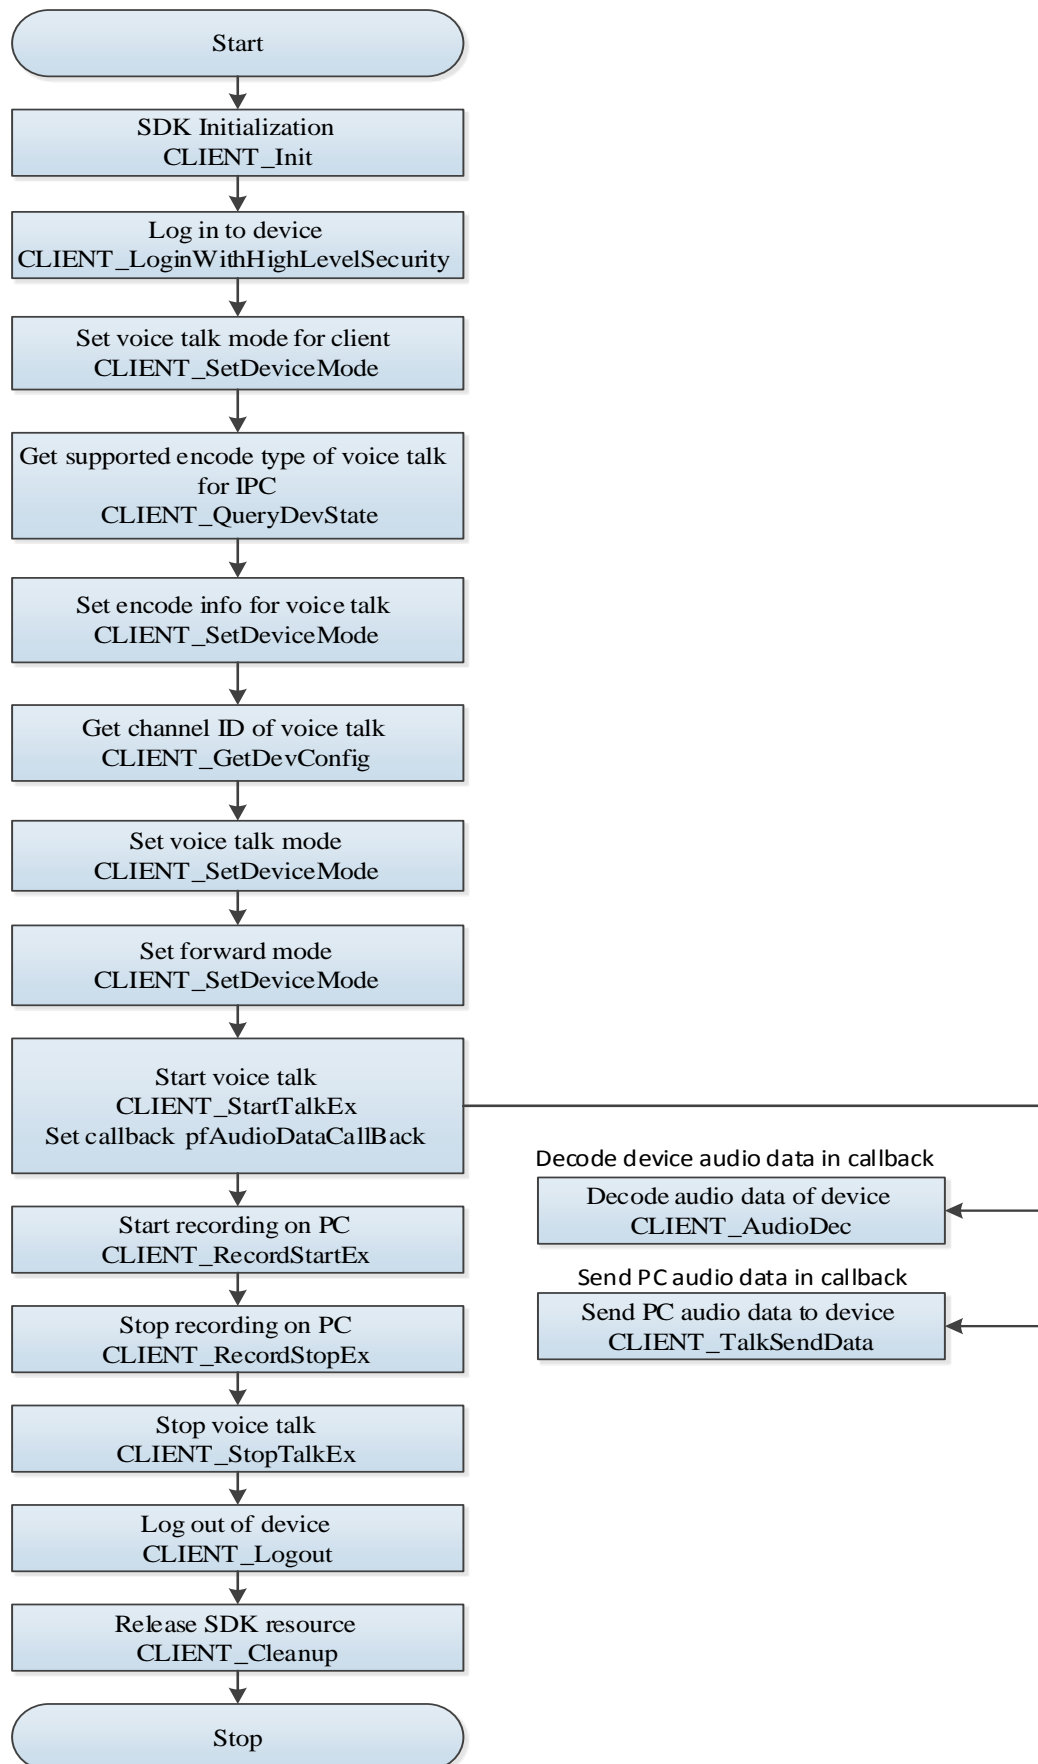 Start
SDK Initialization
CLIENT_Init
Log in to device
CLIENT_LoginWithHighLevelSecurity
Set voice talk mode for client
CLIENT_SetDeviceMode
Get supported encode type of voice talk
for IPC
CLIENT_QueryDevState
Set encode info for voice talk
CLIENT_SetDeviceMode
Get channel ID of voice talk
CLIENT_GetDevConfig
Set voice talk mode
CLIENT_SetDeviceMode
Set forward mode
CLIENT_SetDeviceMode
Start voice talk
CLIENT_StartTalkEx
Set callback pfAudioDataCallBack
Decode device audio data in callback
Decode audio data of device
CLIENT_AudioDec
Send PC audio data in callback
Send PC audio data to device
CLIENT_TalkSendData
Start recording on PC
CLIENT_RecordStartEx
Stop recording on PC
CLIENT_RecordStopEx
Stop voice talk
CLIENT_StopTalkEx
Log out of device
CLIENT_Logout
Release SDK resource
CLIENT_Cleanup
Stop